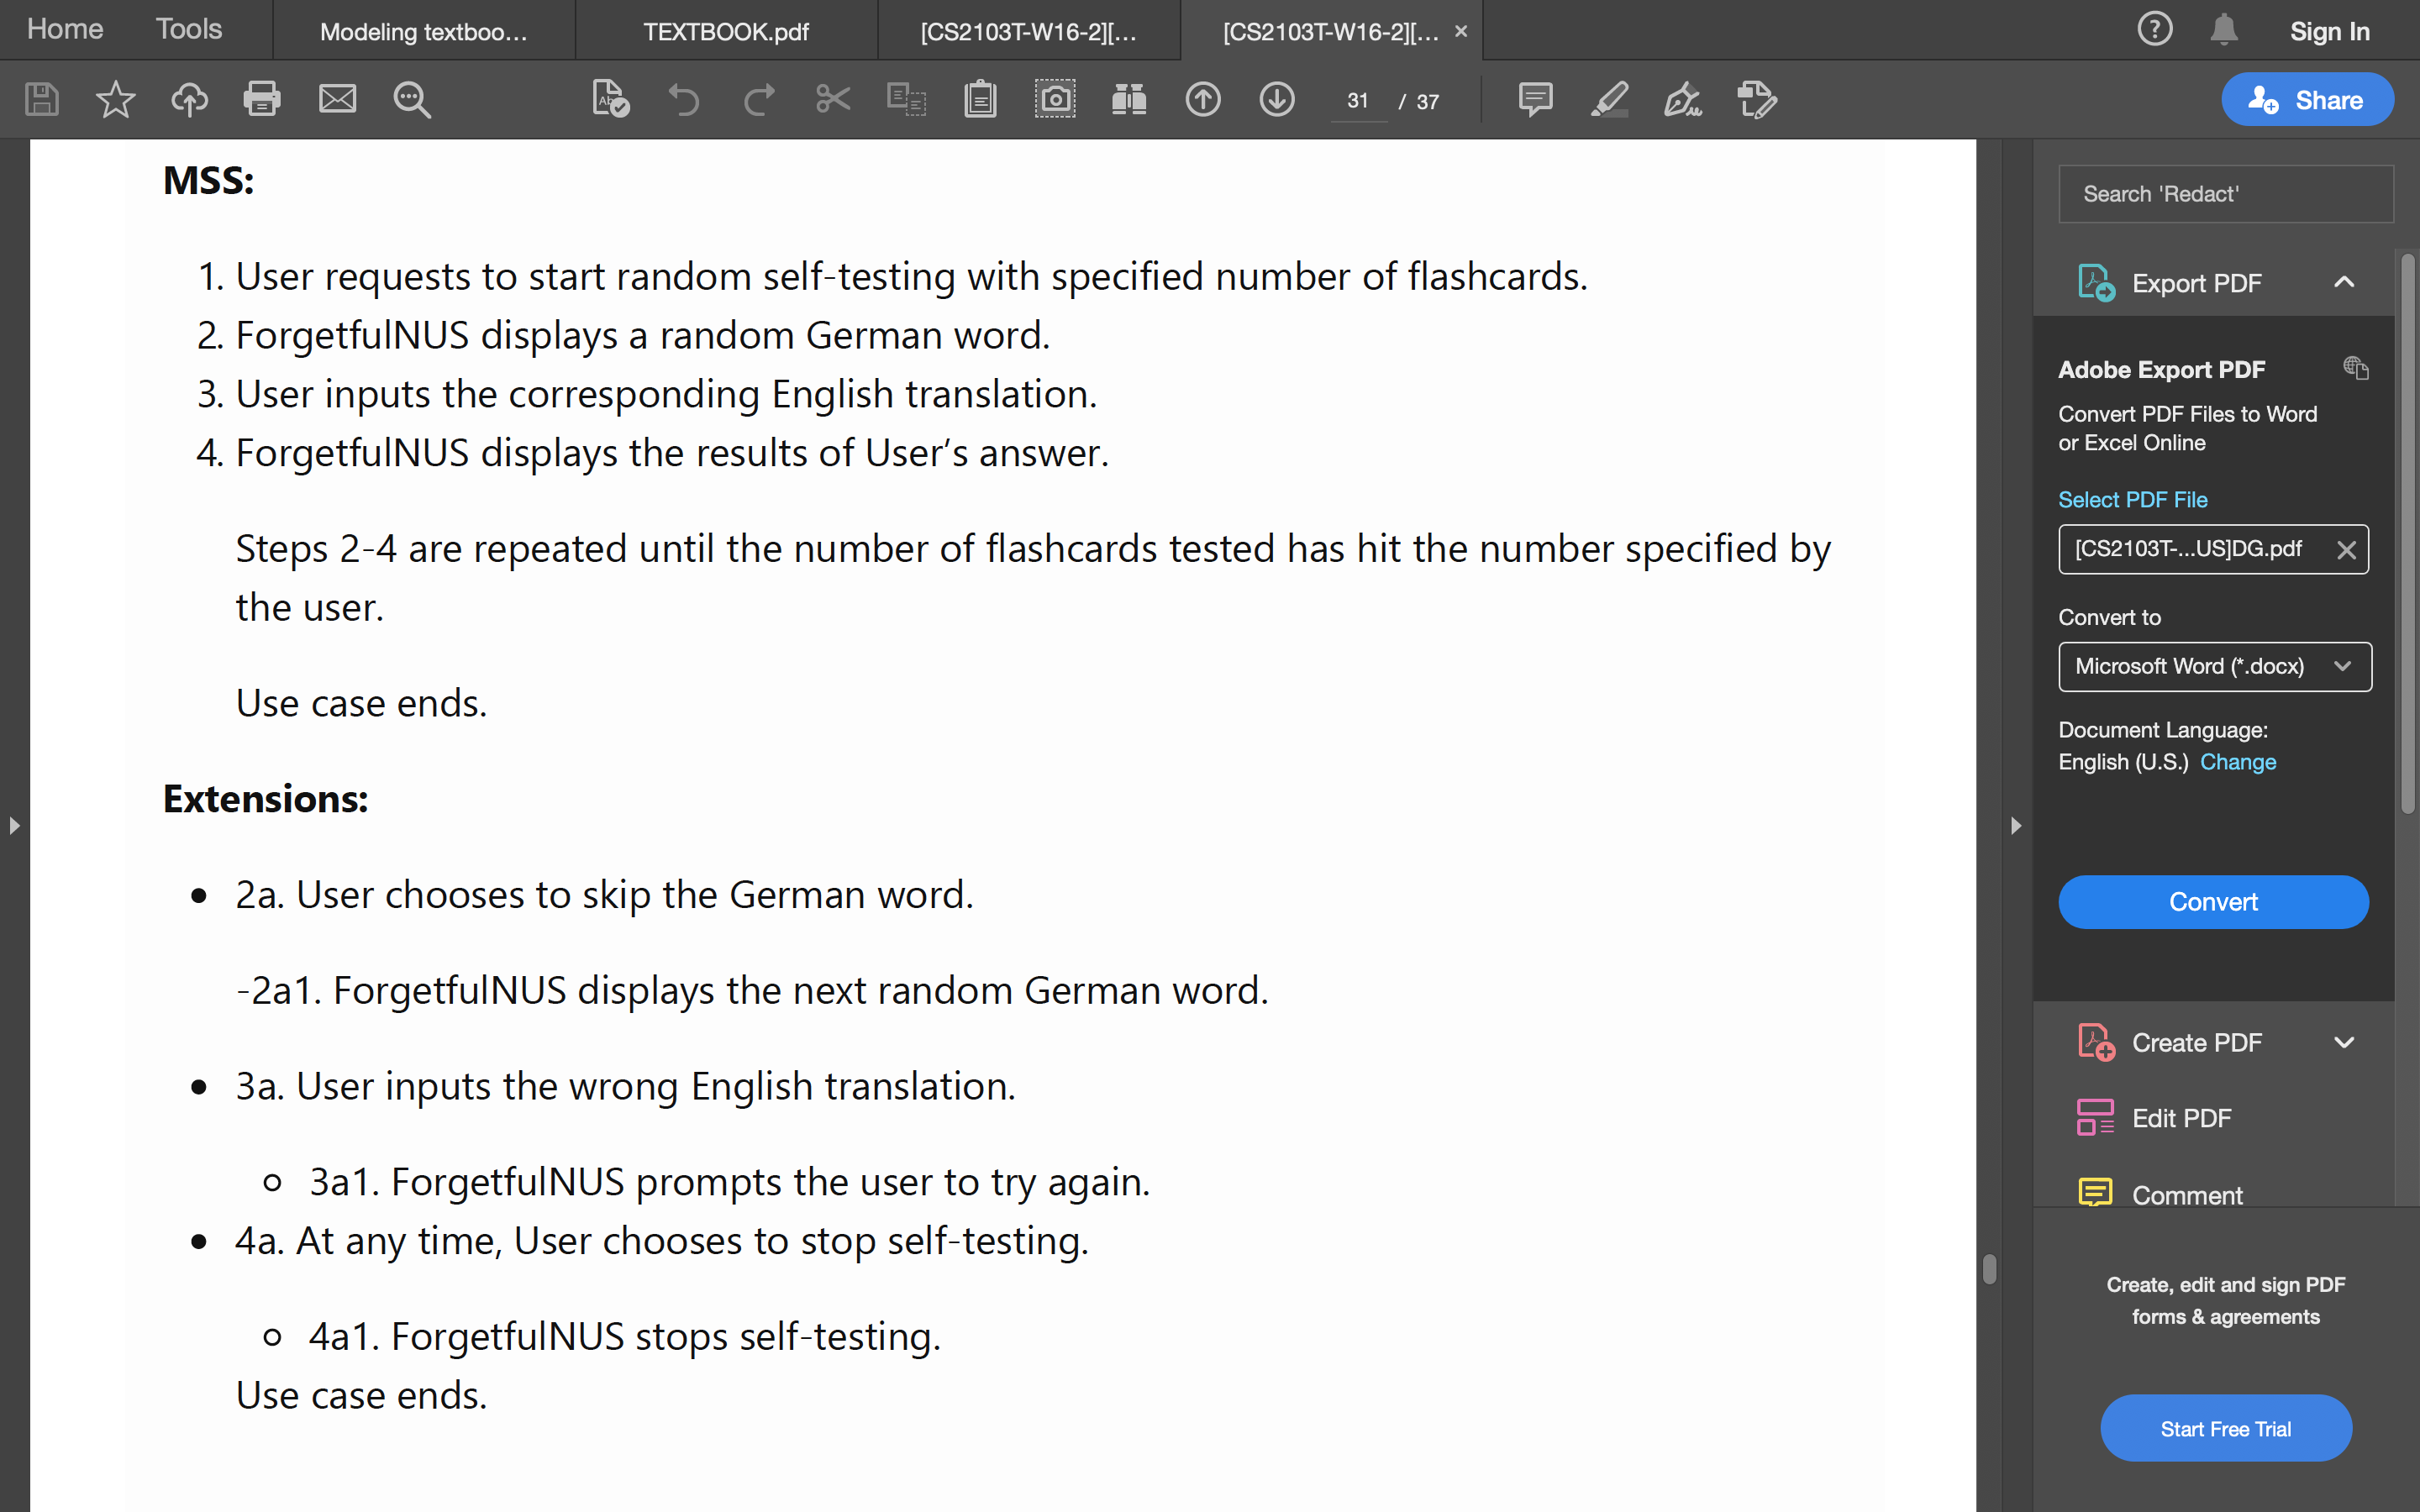 Home
Tools
Modeling textboo...
TEXTBOOK.pdf
[CS2103T-W16-2][...
[CS2103T-W16-2][... ×
? Sign In
31 / 37
Share
MSS:
1. User requests to start random self-testing with specified number of flashcards.
2. ForgetfulNUS displays a random German word.
3. User inputs the corresponding English translation.
4. ForgetfulNUS displays the results of User’s answer.
Steps 2-4 are repeated until the number of flashcards tested has hit the number specified by
the user.
Use case ends.
Extensions:
● 2a. User chooses to skip the German word.
-2a1. ForgetfulNUS displays the next random German word.
● 3a. User inputs the wrong English translation.
○ 3a1. ForgetfulNUS prompts the user to try again.
● 4a. At any time, User chooses to stop self-testing.
○ 4a1. ForgetfulNUS stops self-testing.
Use case ends.
Search 'Redact'
Export PDF
Adobe Export PDF
Convert PDF Files to Word
or Excel Online
Select PDF File
[CS2103T-...US]DG.pdf
Convert to
Microsoft Word (*.docx)
Document Language:
English (U.S.) Change
Convert
Create PDF
Edit PDF
Comment
Create, edit and sign PDF
forms & agreements
Start Free Trial